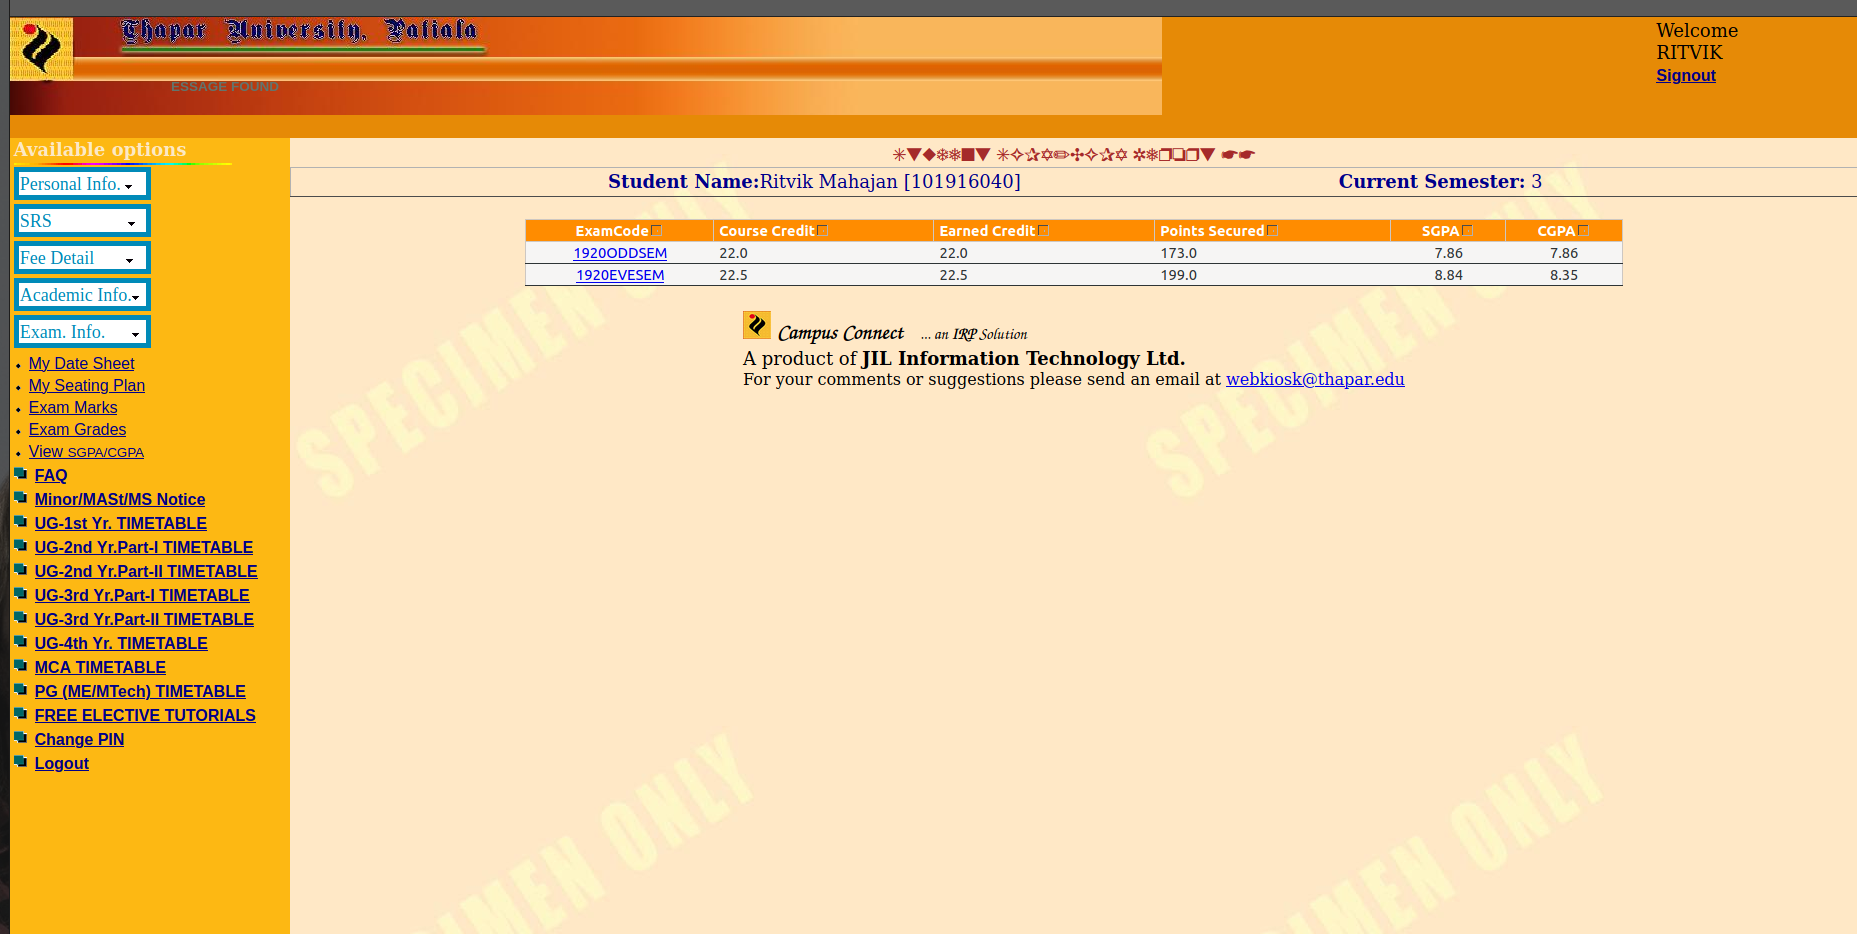 Thapar University, Patiala
Welcome
RITVIK
Signout
ESSAGE FOUND
Available options
Personal Info.
SRS
Fee Detail
Academic Info.
Exam. Info.
My Date Sheet
My Seating Plan
Exam Marks
Exam Grades
View SGPA/CGPA
FAQ
Minor/MASt/MS Notice
UG-1st Yr. TIMETABLE
UG-2nd Yr.Part-I TIMETABLE
UG-2nd Yr.Part-II TIMETABLE
UG-3rd Yr.Part-I TIMETABLE
UG-3rd Yr.Part-II TIMETABLE
UG-4th Yr. TIMETABLE
MCA TIMETABLE
PG (ME/MTech) TIMETABLE
FREE ELECTIVE TUTORIALS
Change PIN
Logout
Student Name:Ritvik Mahajan [101916040] Current Semester: 3
ExamCode Course Credit Earned Credit Points Secured SGPA CGPA
1920ODDSEM 22.0 22.0 173.0 7.86 7.86
1920EVESEM 22.5 22.5 199.0 8.84 8.35
Campus Connect ... an IRP Solution
A product of JIL Information Technology Ltd.
For your comments or suggestions please send an email at webkiosk@thapar.edu
SPECIMEN ONLY
SPECIMEN ONLY
SPECIMEN ONLY
SPECIMEN ONLY